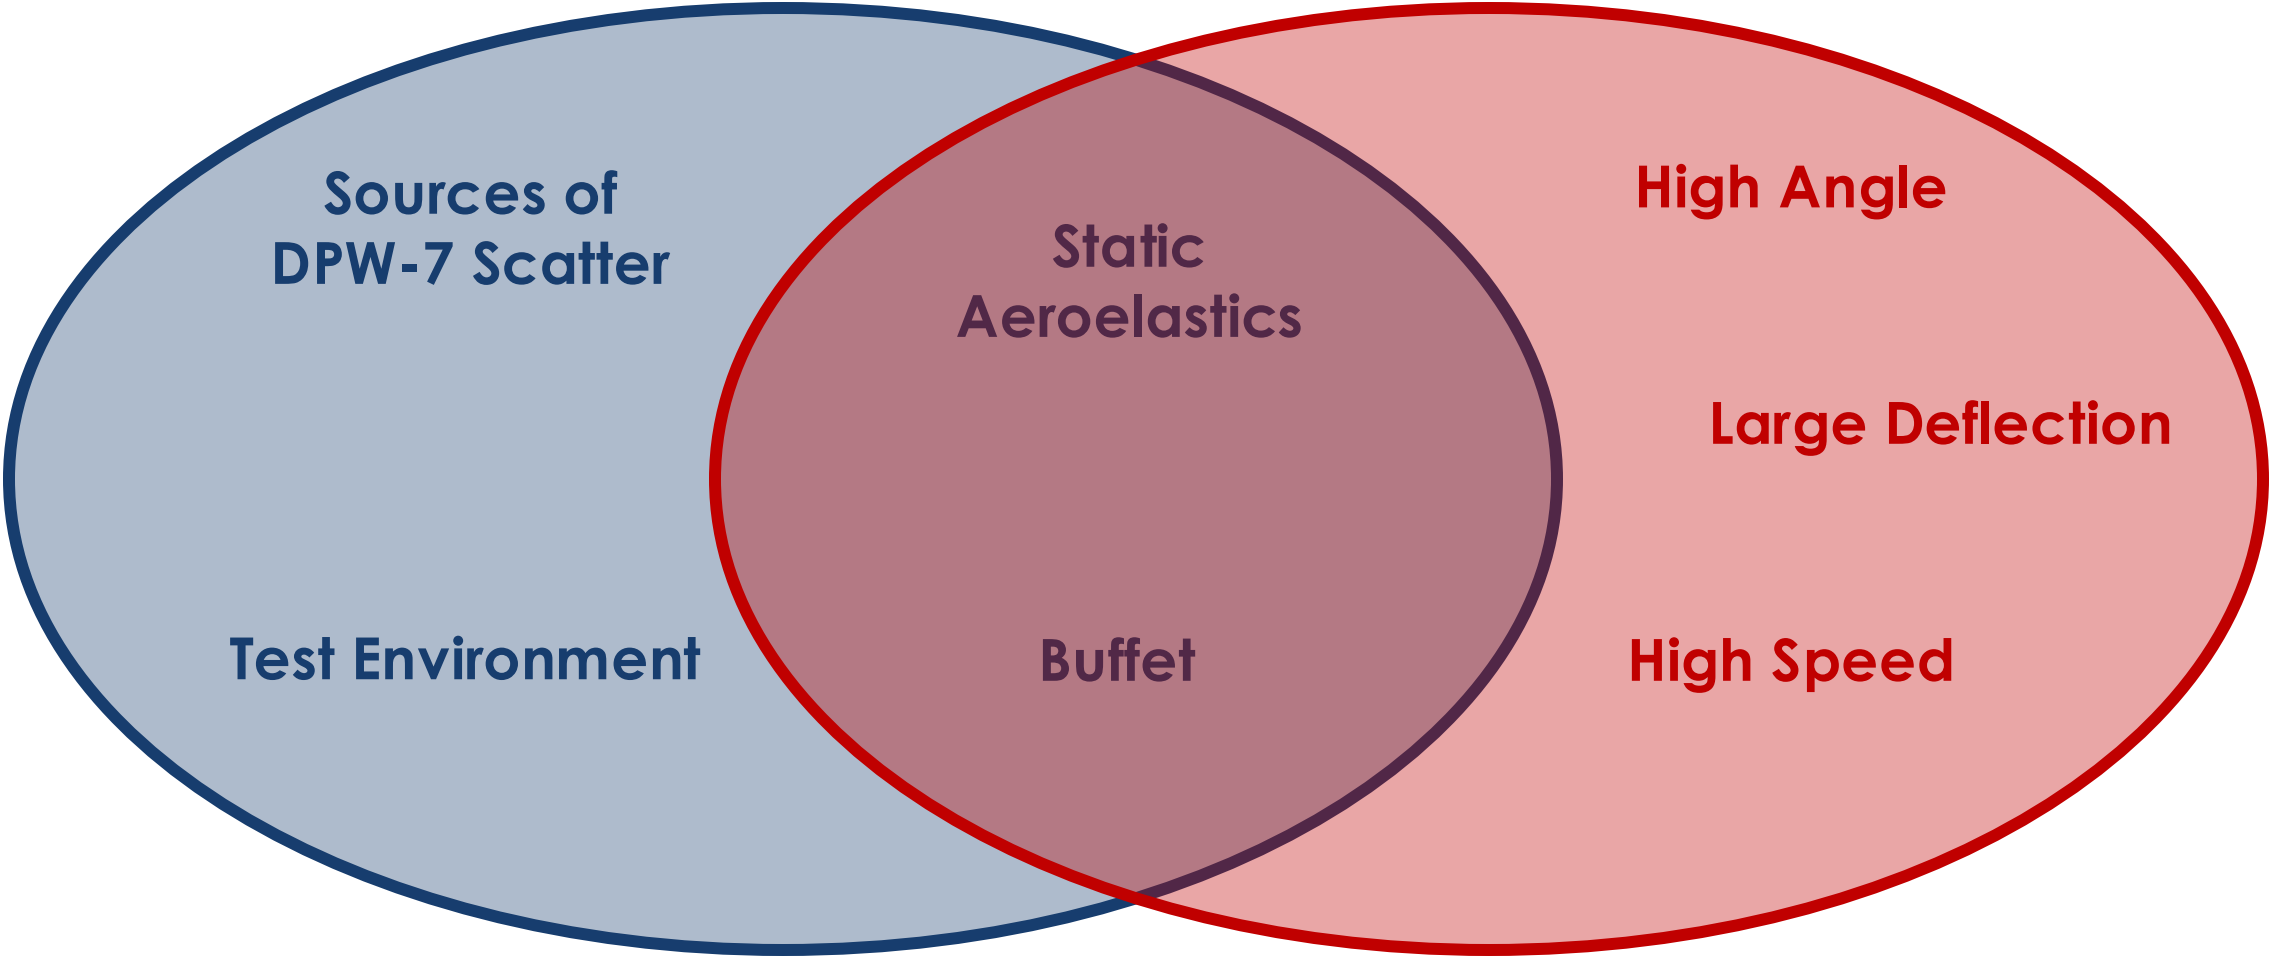 Sources of
DPW-7 Scatter
Test Environment
Static
Aeroelastics
Buffet
High Angle
Large Deflection
High Speed